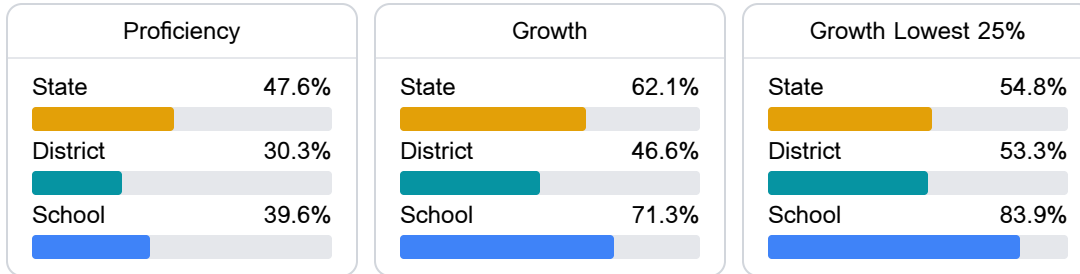 Proficiency
State 47.6%
District 30.3%
School 39.6%
Growth
State 62.1%
District 46.6%
School 71.3%
Growth Lowest 25%
State 54.8%
District 53.3%
School 83.9%